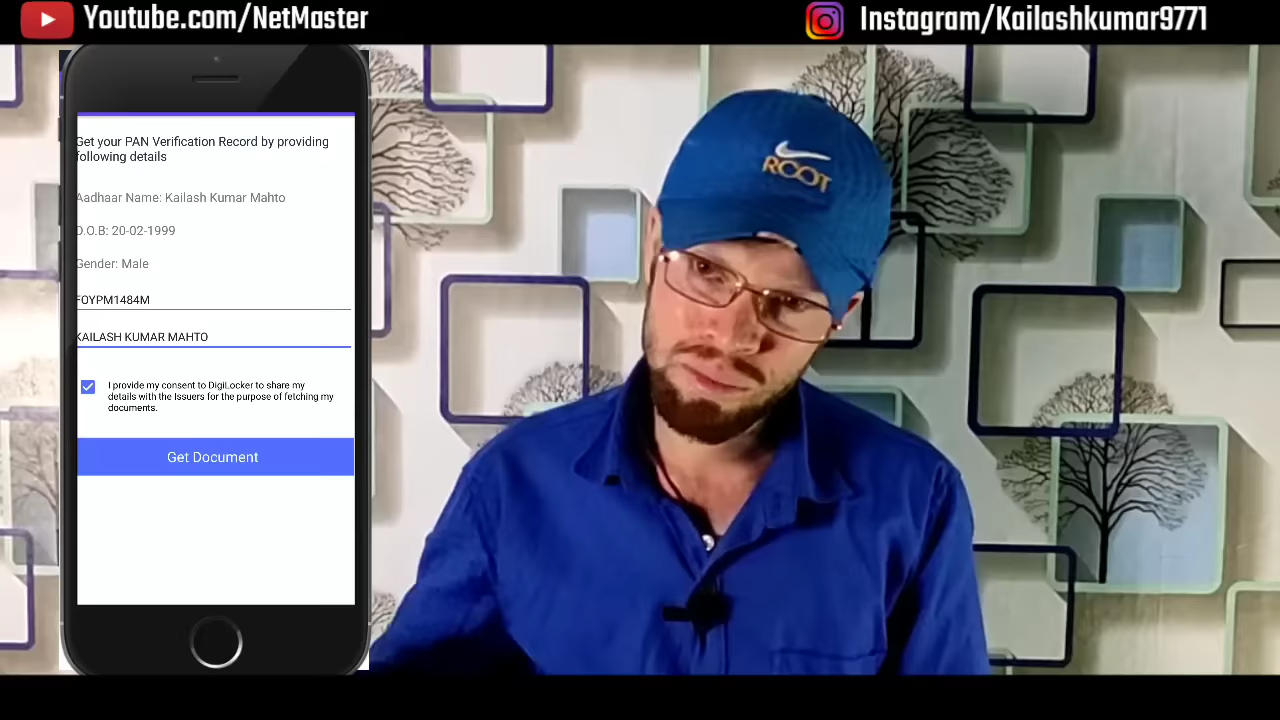 Youtube.com/NetMaster
Instagram/Kailashkumar9771
ROOT
Get your PAN Verification Record by providing
following details
Aadhaar Name: Kailash Kumar Mahto
D.O.B: 20-02-1999
Gender: Male
FOYPM1484M
KAILASH KUMAR MAHTO
I provide my consent to DigiLocker to share my
details with the Issuers for the purpose of fetching my
documents.
Get Document